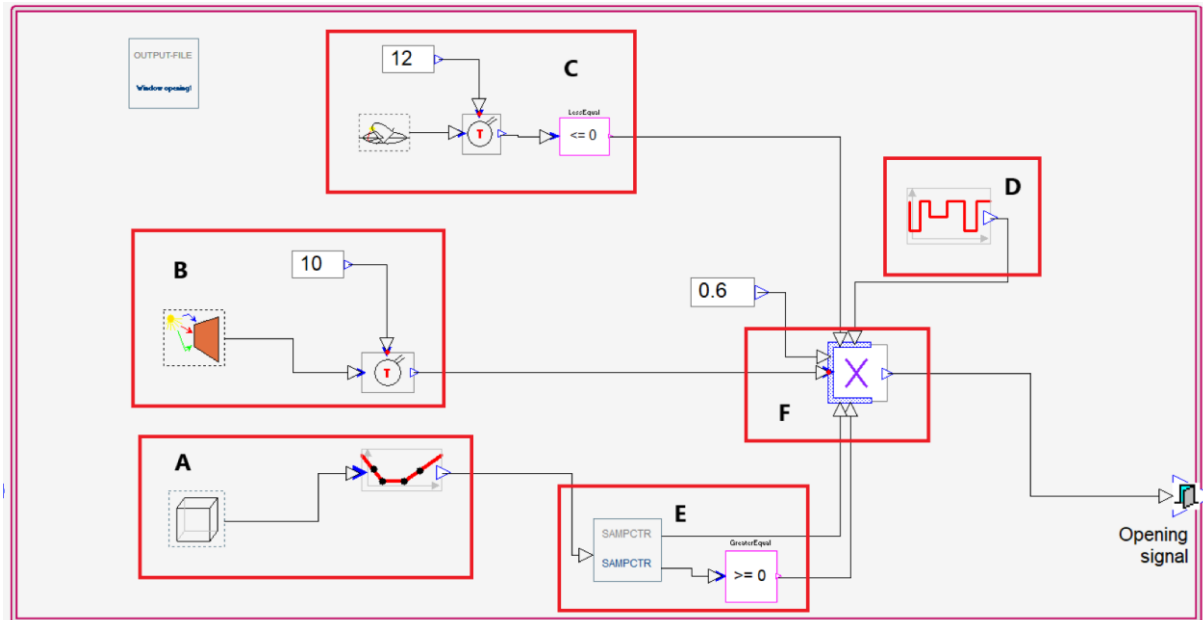 OUTPUT-FILE
Window opening!
12
C
T
LessEqual
<= 0
D
B
10
T
0.6
X
F
A
E
SAMPCTR
SAMPCTR
GreaterEqual
>= 0
Opening
signal